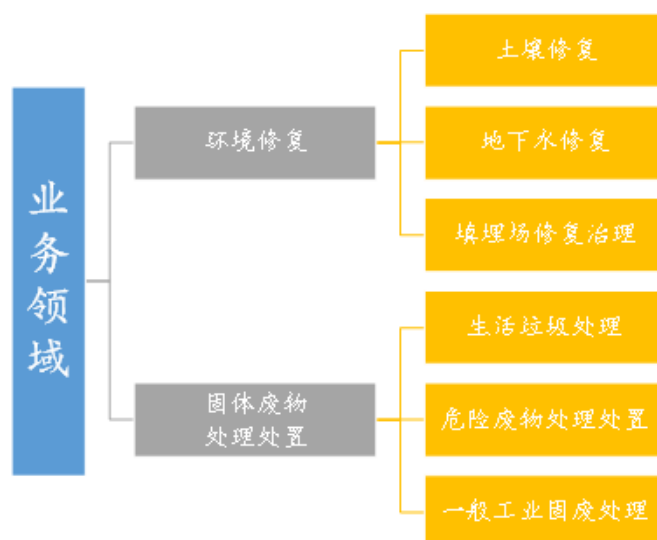 业务领域
环境修复
土壤修复
地下水修复
填埋场修复治理
固体废物
处理处置
生活垃圾处理
危险废物处理处置
一般工业固废处理